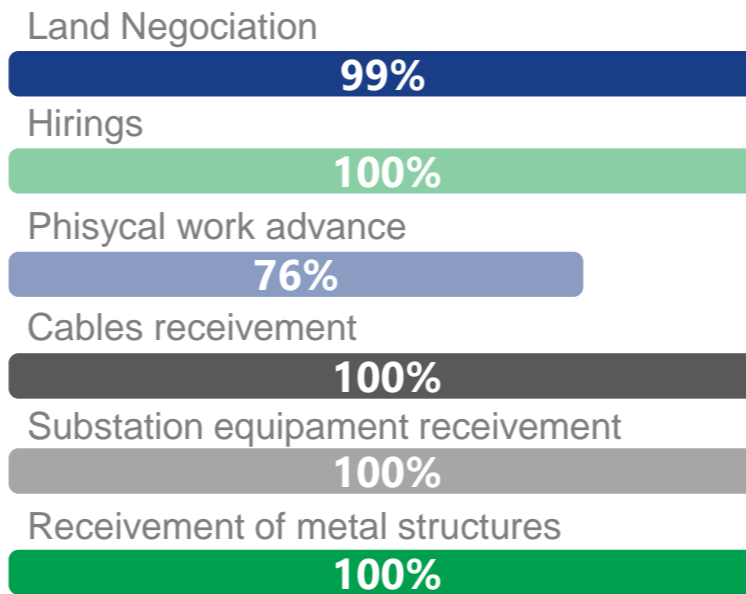 Land Negociation
99%
Hirings
100%
Phisycal work advance
76%
Cables receivement
100%
Substation equipament receivement
100%
Receivement of metal structures
100%